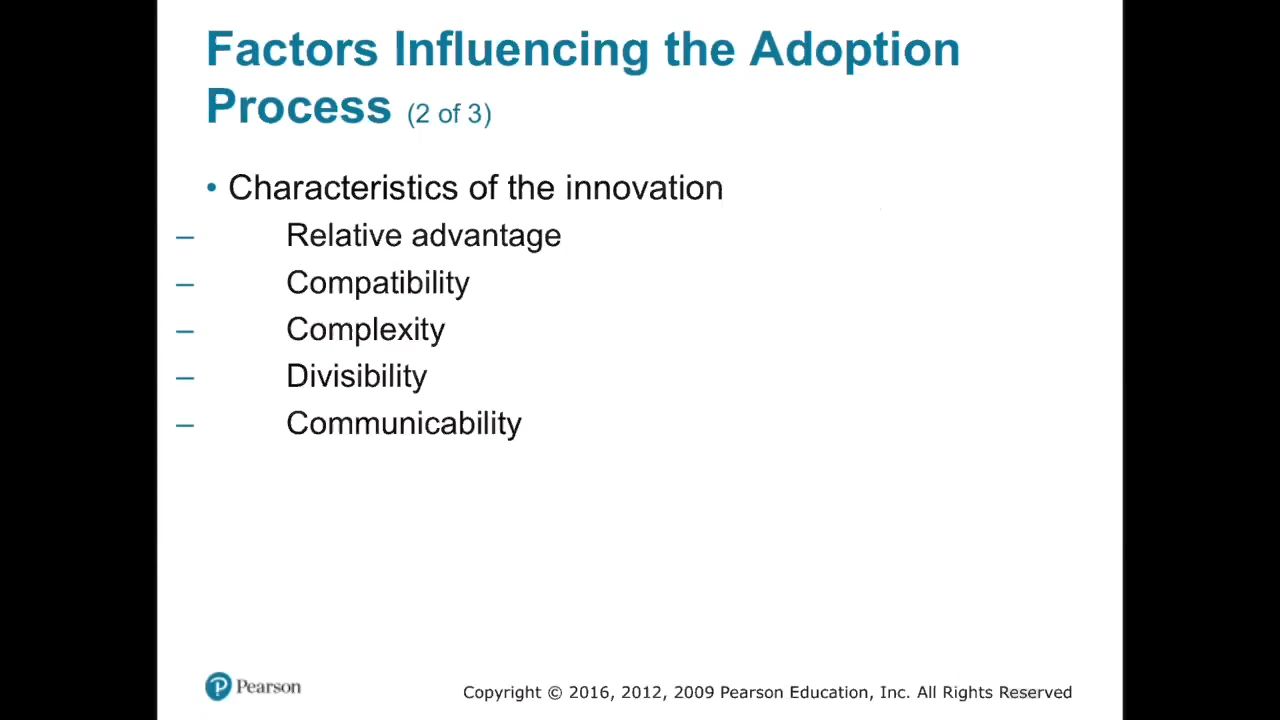 Factors Influencing the Adoption
Process (2 of 3)
• Characteristics of the innovation
– Relative advantage
– Compatibility
– Complexity
– Divisibility
– Communicability
Pearson
Copyright © 2016, 2012, 2009 Pearson Education, Inc. All Rights Reserved